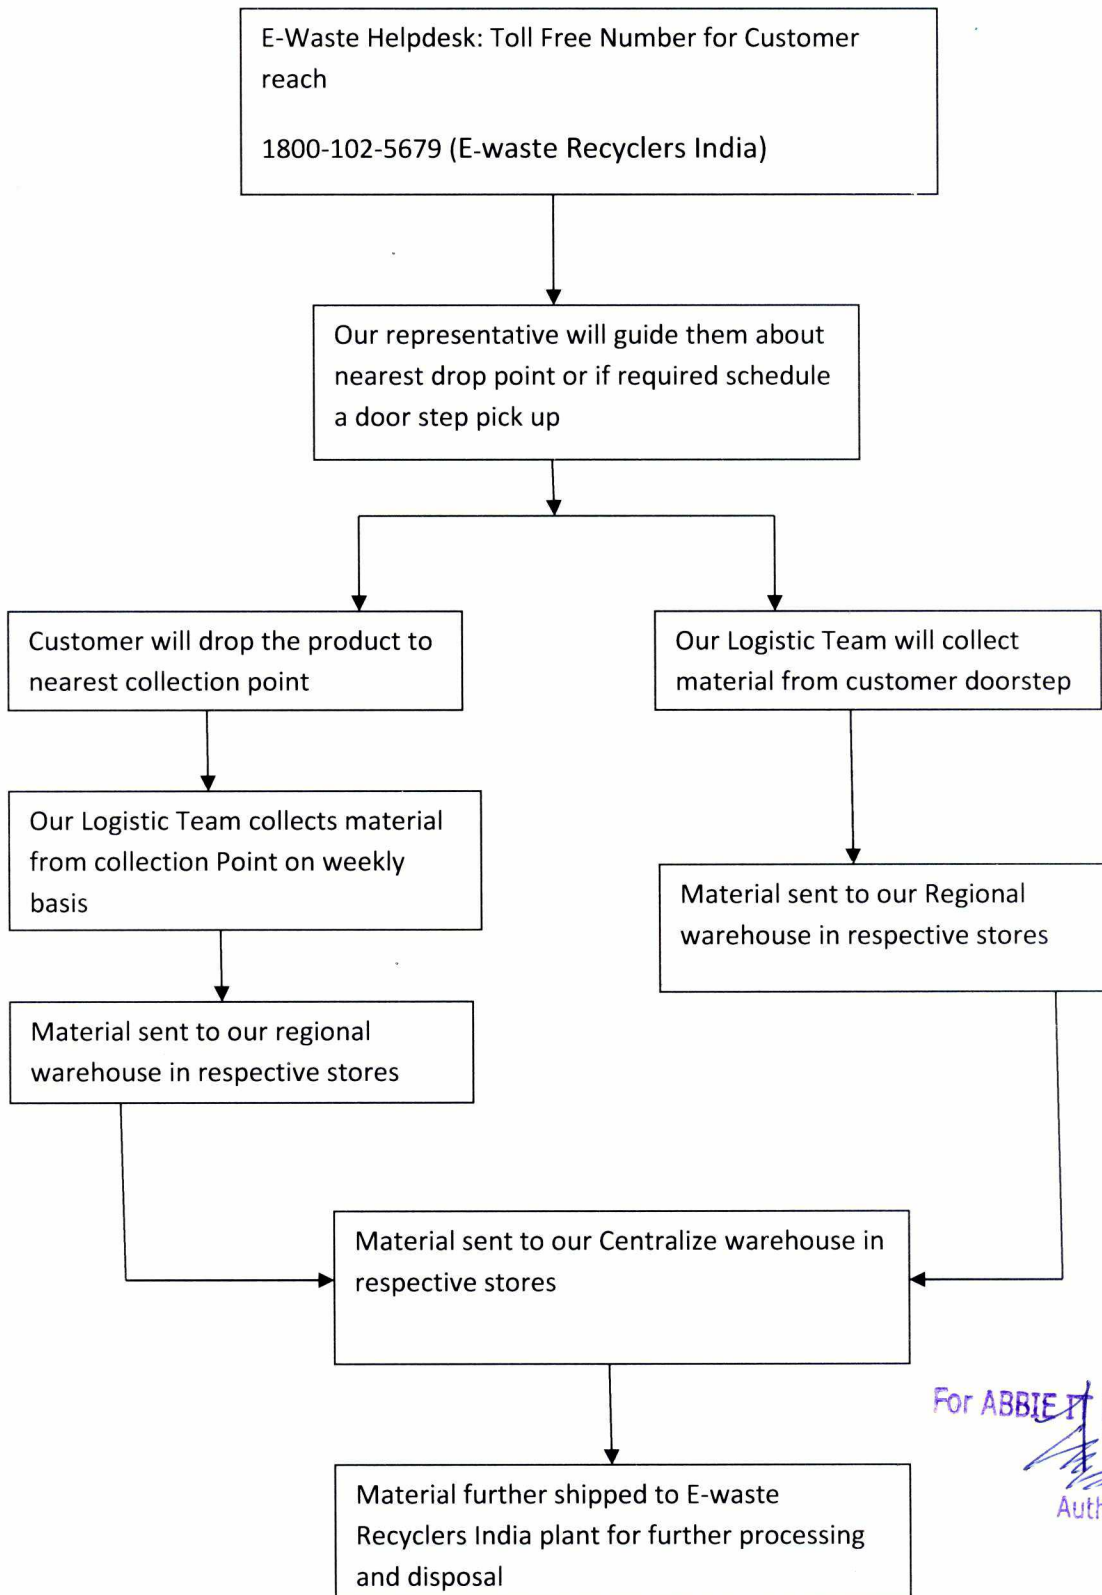 E-Waste Helpdesk: Toll Free Number for Customer
reach
1800-102-5679 (E-waste Recyclers India)
Our representative will guide them about
nearest drop point or if required schedule
a door step pick up
Customer will drop the product to
nearest collection point
Our Logistic Team will collect
material from customer doorstep
Our Logistic Team collects material
from collection Point on weekly
basis
Material sent to our Regional
warehouse in respective stores
Material sent to our regional
warehouse in respective stores
Material sent to our Centralize warehouse in
respective stores
For ABBIE IT
Auth
Material further shipped to E-waste
Recyclers India plant for further processing
and disposal